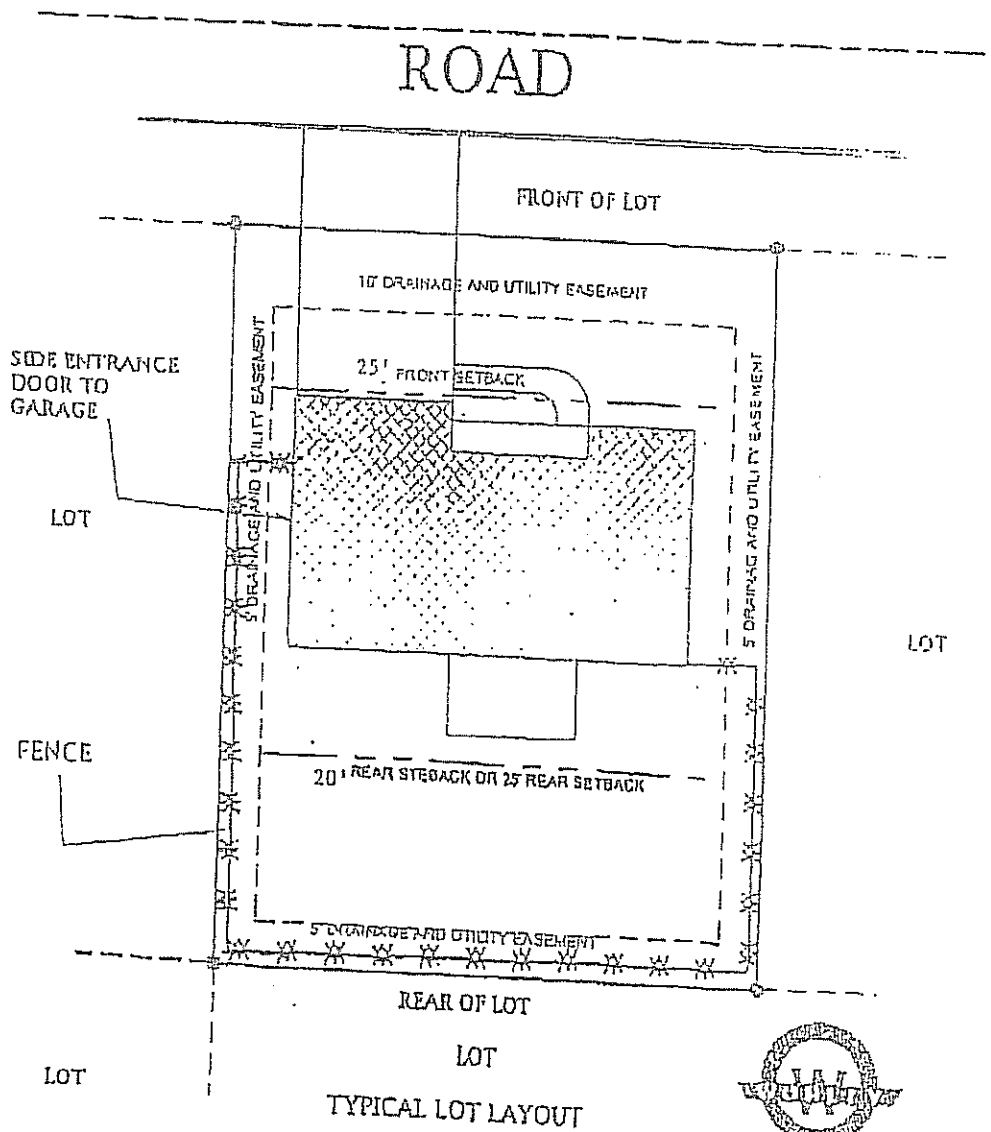 ROAD
FRONT OF LOT
10' DRAINAGE AND UTILITY EASEMENT
SIDE ENTRANCE
DOOR TO
GARAGE
25' FRONT SETBACK
5' DRAINAGE AND UTILITY EASEMENT
5' DRAINAG AND UTILITY EASEMENT
LOT
LOT
FENCE
20' REAR STEBACK OR 25' REAR SETBACK
5' DRAINAGE AND UTILITY EASEMENT
REAR OF LOT
LOT
LOT
TYPICAL LOT LAYOUT